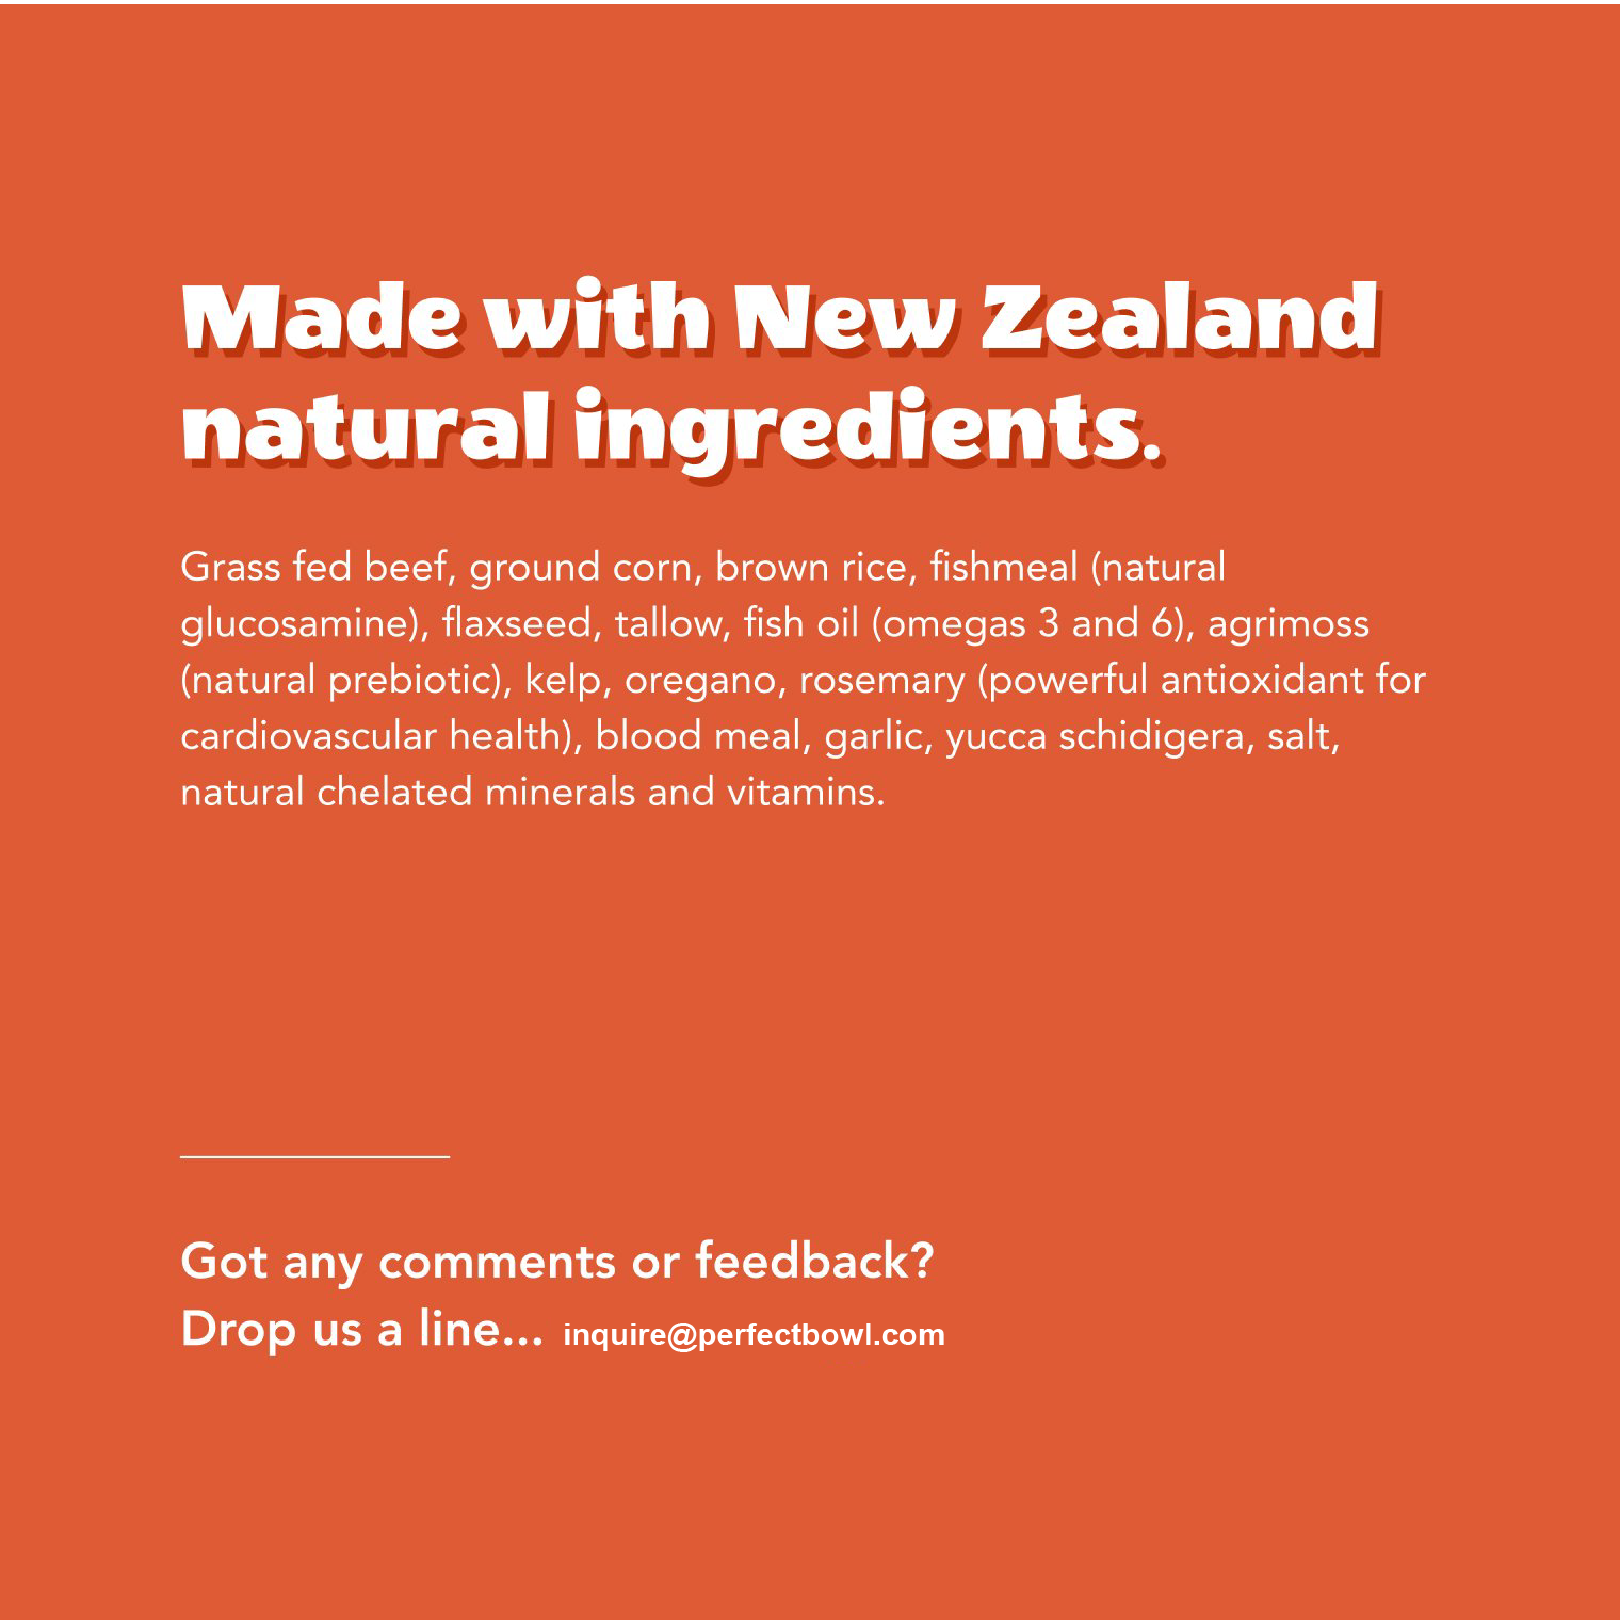 Made with New Zealand
natural ingredients.
Grass fed beef, ground corn, brown rice, fishmeal (natural
glucosamine), flaxseed, tallow, fish oil (omegas 3 and 6), agrimoss
(natural prebiotic), kelp, oregano, rosemary (powerful antioxidant for
cardiovascular health), blood meal, garlic, yucca schidigera, salt,
natural chelated minerals and vitamins.
Got any comments or feedback?
Drop us a line... inquire@perfectbowl.com